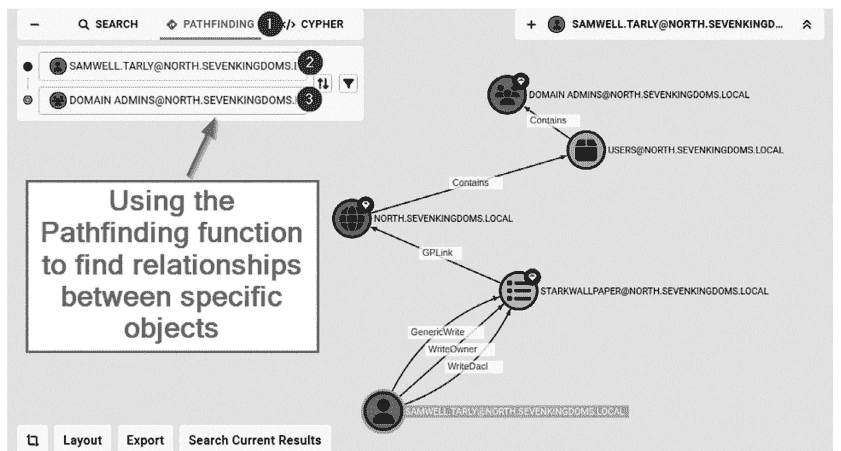 SEARCH
PATHFINDING
1
CYPHER
SAMWELL.TARLY@NORTH.SEVENKINGD...
SAMWELL.TARLY@NORTH.SEVENKINGDOMS.
2
DOMAIN ADMINS@NORTH.SEVENKINGDOMS.
3
Using the
Pathfinding function
to find relationships
between specific
objects
DOMAIN ADMINS@NORTH.SEVENKINGDOMS.LOCAL
Contains
USERS@NORTH.SEVENKINGDOMS.LOCAL
Contains
NORTH.SEVENKINGDOMS.LOCAL
GPLink
STARKWALLPAPER@NORTH.SEVENKINGDOMS.LOCAL
GenericWrite
WriteOwner
WriteDacl
SAMWELL.TARLY@NORTH.SEVENKINGDOMS.LOCAL
Layout
Export
Search Current Results